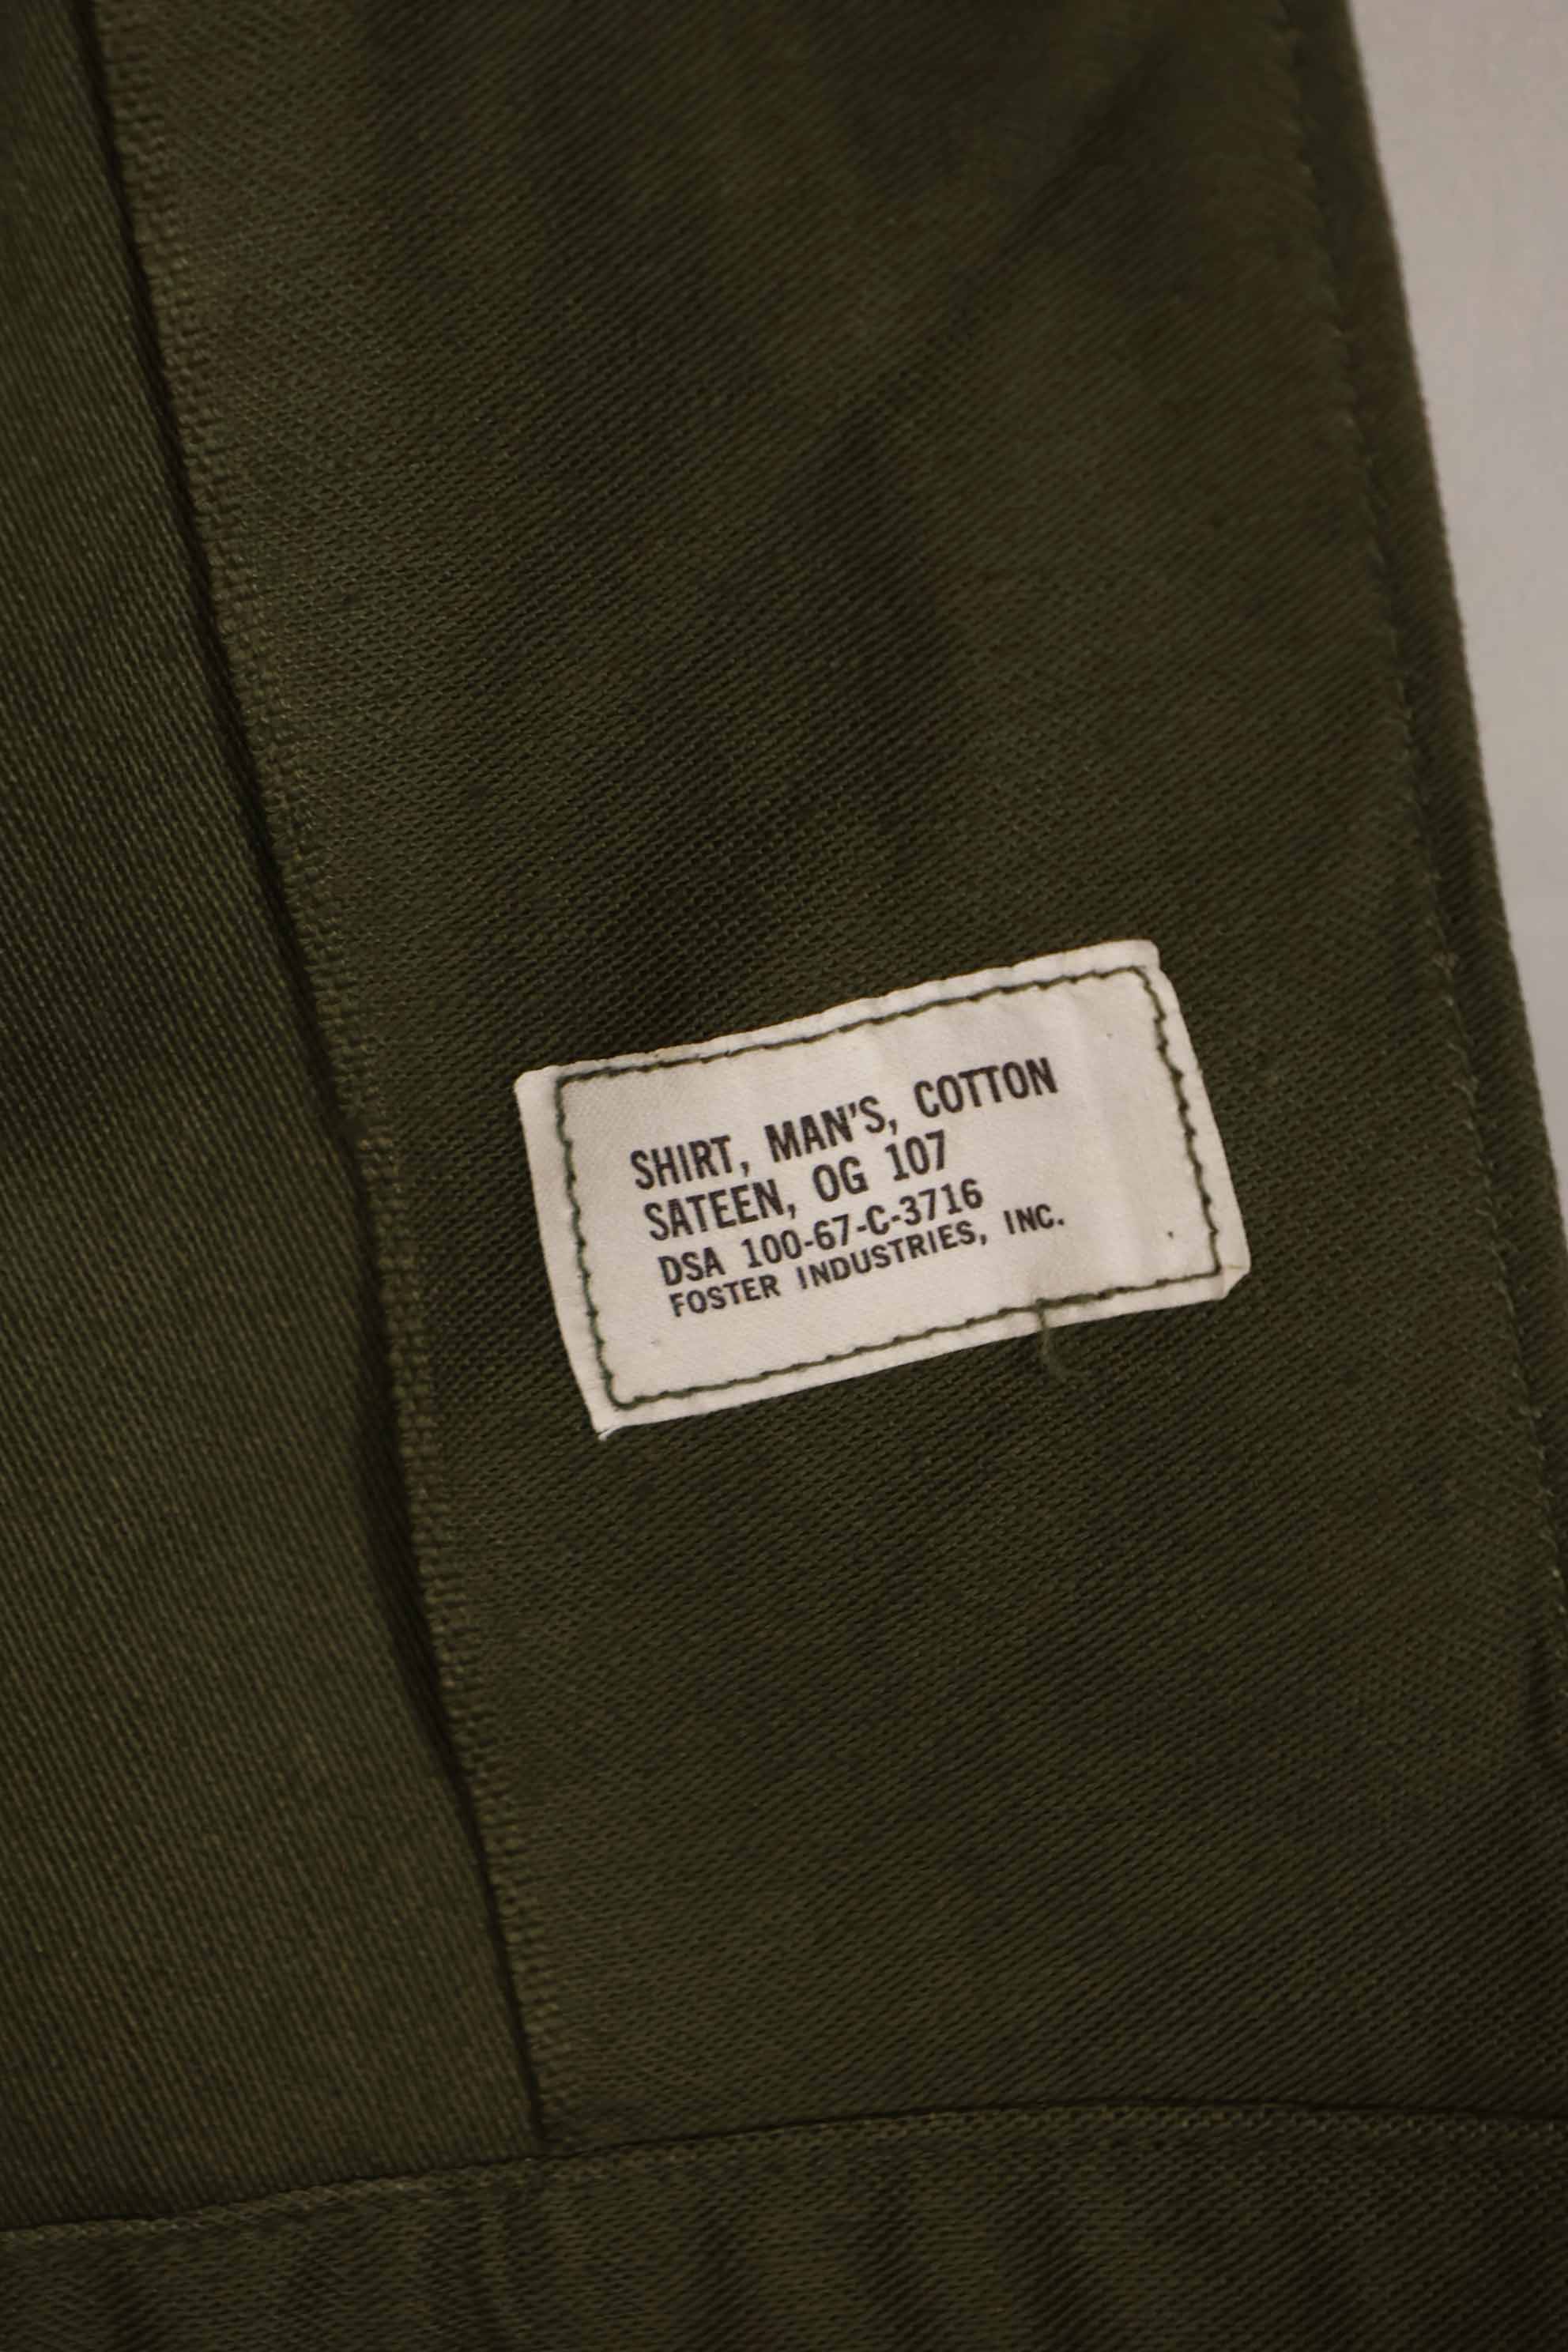 SHIRT, MAN'S, COTTON
SATEEN, OG 107
DSA 100-67-C-3716
FOSTER INDUSTRIES, INC.